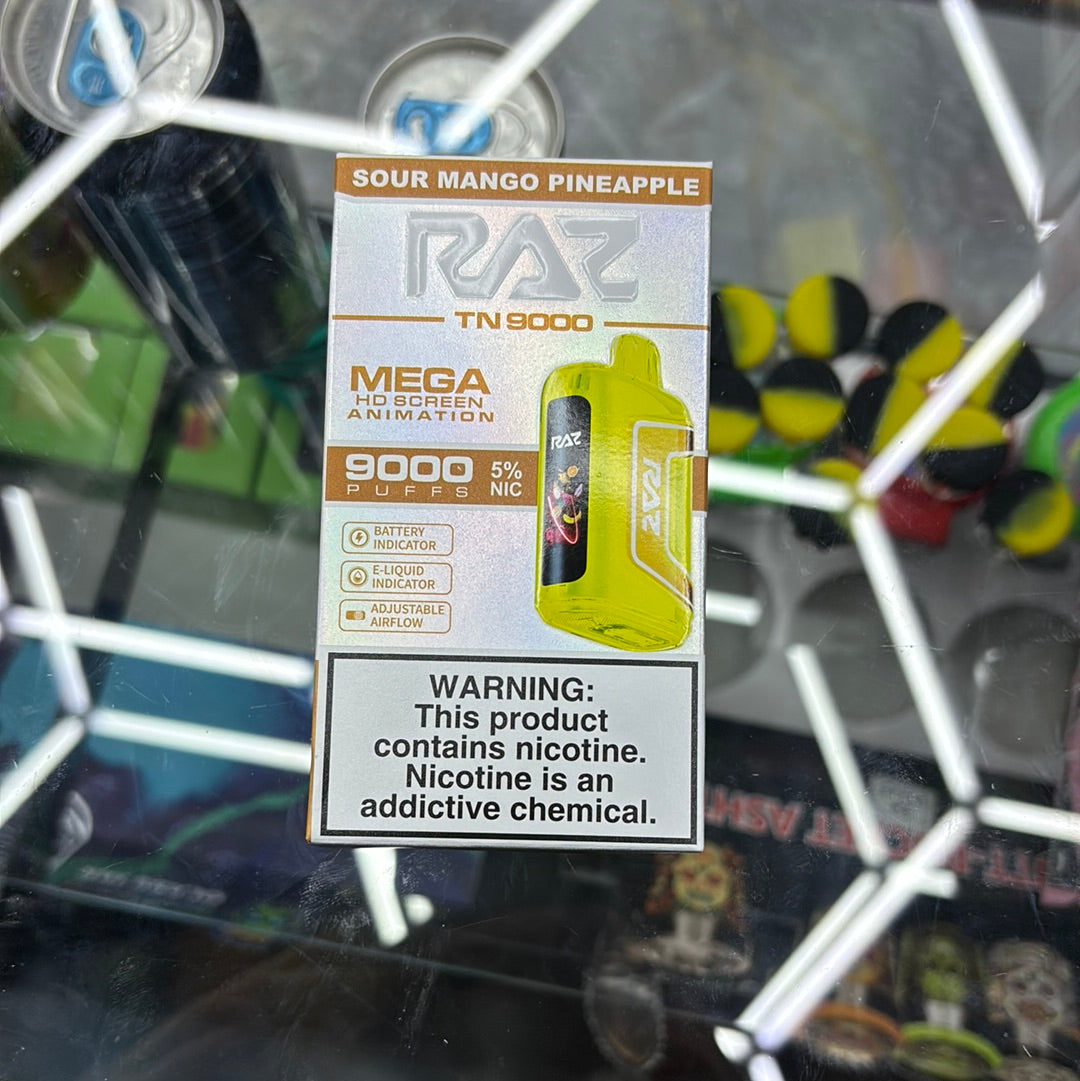 SOUR MANGO PINEAPPLE
RAZ
TN 9000
MEGA
HD SCREEN
ANIMATION
9000
PUFFS
5%
NIC
BATTERY
INDICATOR
E-LIQUID
INDICATOR
ADJUSTABLE
AIRFLOW
RAZ
RAZ
WARNING:
This product
contains nicotine.
Nicotine is an
addictive chemical.